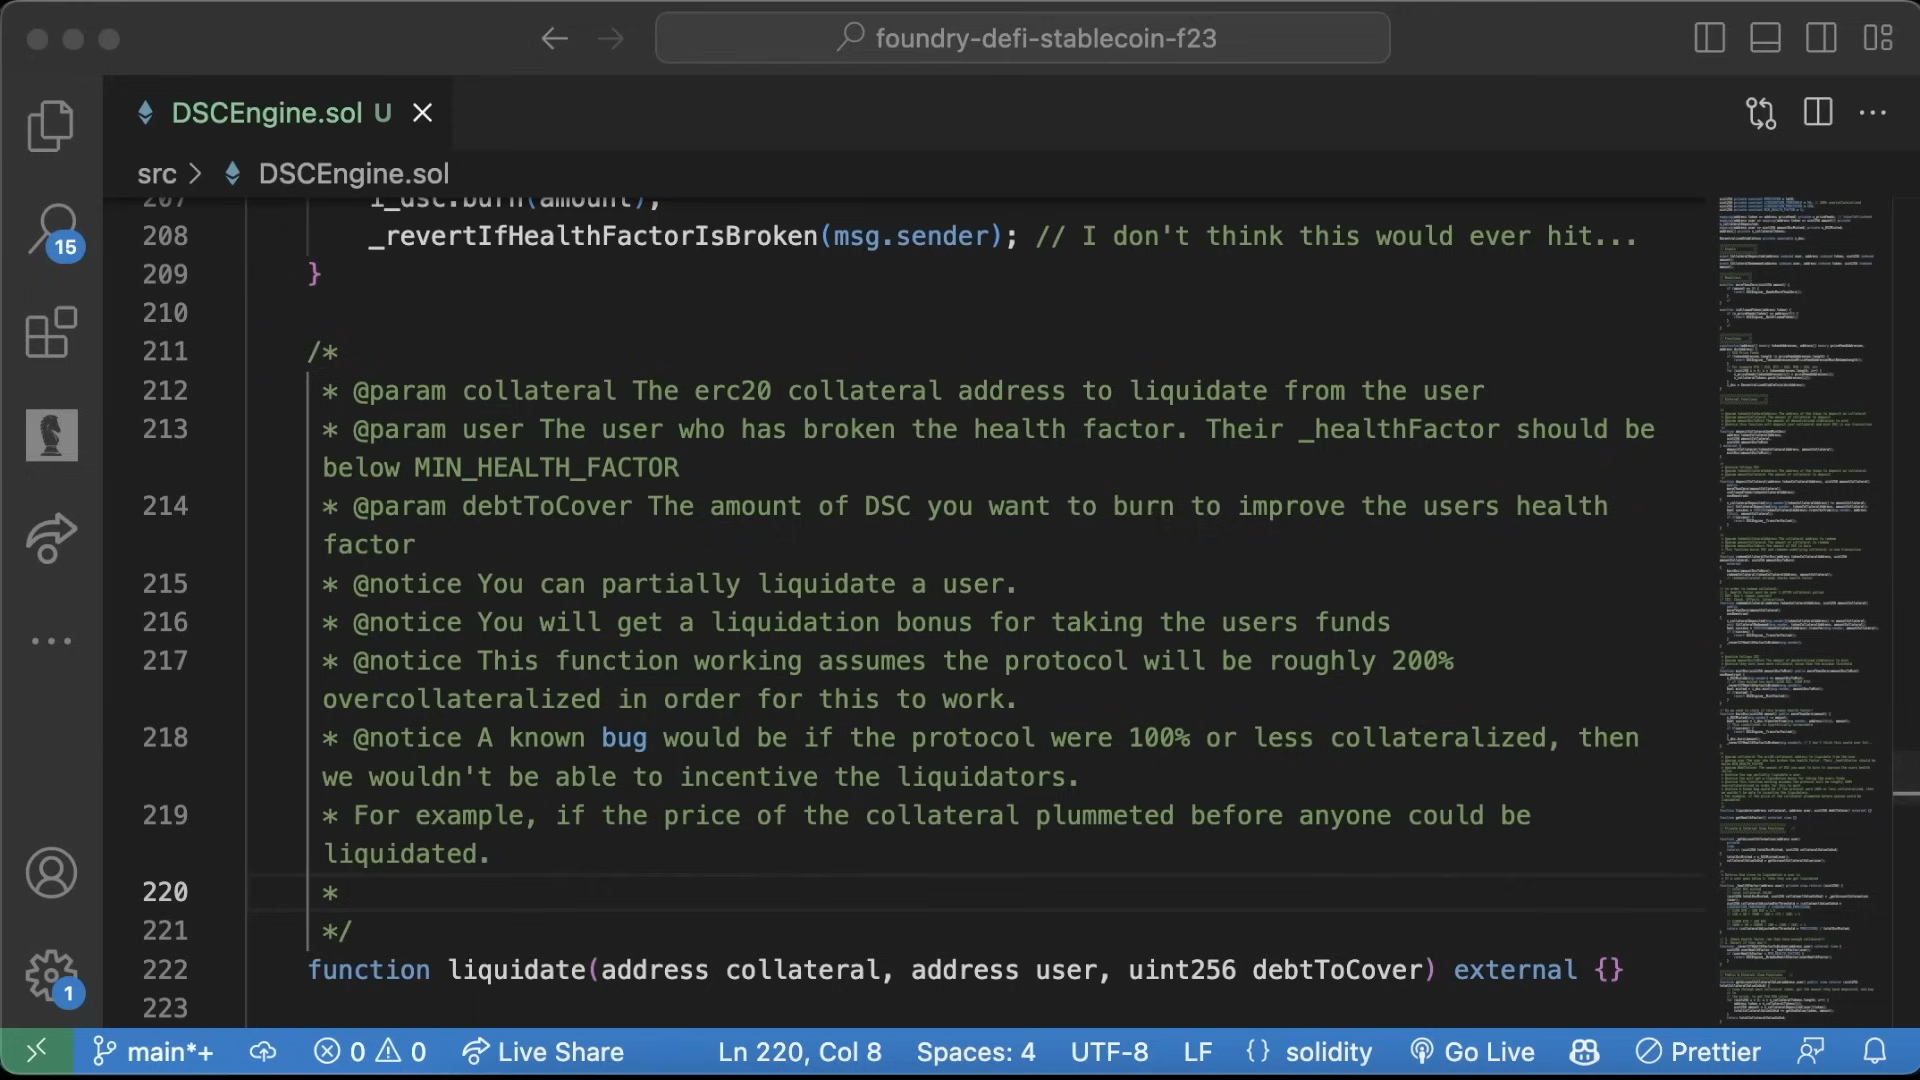 foundry-defi-stablecoin-f23
DSCEngine.sol U
src > DSCEngine.sol
207 i_dsc.burn(amount);
208 _revertIfHealthFactorIsBroken(msg.sender); // I don't think this would ever hit...
209 }
210
211 /*
212 * @param collateral The erc20 collateral address to liquidate from the user
213 * @param user The user who has broken the health factor. Their _healthFactor should be
below MIN_HEALTH_FACTOR
214 * @param debtToCover The amount of DSC you want to burn to improve the users health
factor
215 * @notice You can partially liquidate a user.
216 * @notice You will get a liquidation bonus for taking the users funds
217 * @notice This function working assumes the protocol will be roughly 200%
overcollateralized in order for this to work.
218 * @notice A known bug would be if the protocol were 100% or less collateralized, then
we wouldn't be able to incentive the liquidators.
219 * For example, if the price of the collateral plummeted before anyone could be
liquidated.
220 *
221 */
222 function liquidate(address collateral, address user, uint256 debtToCover) external {}
223
15
1
main*+ 0 0 Live Share Ln 220, Col 8 Spaces: 4 UTF-8 LF {} solidity Go Live Prettier